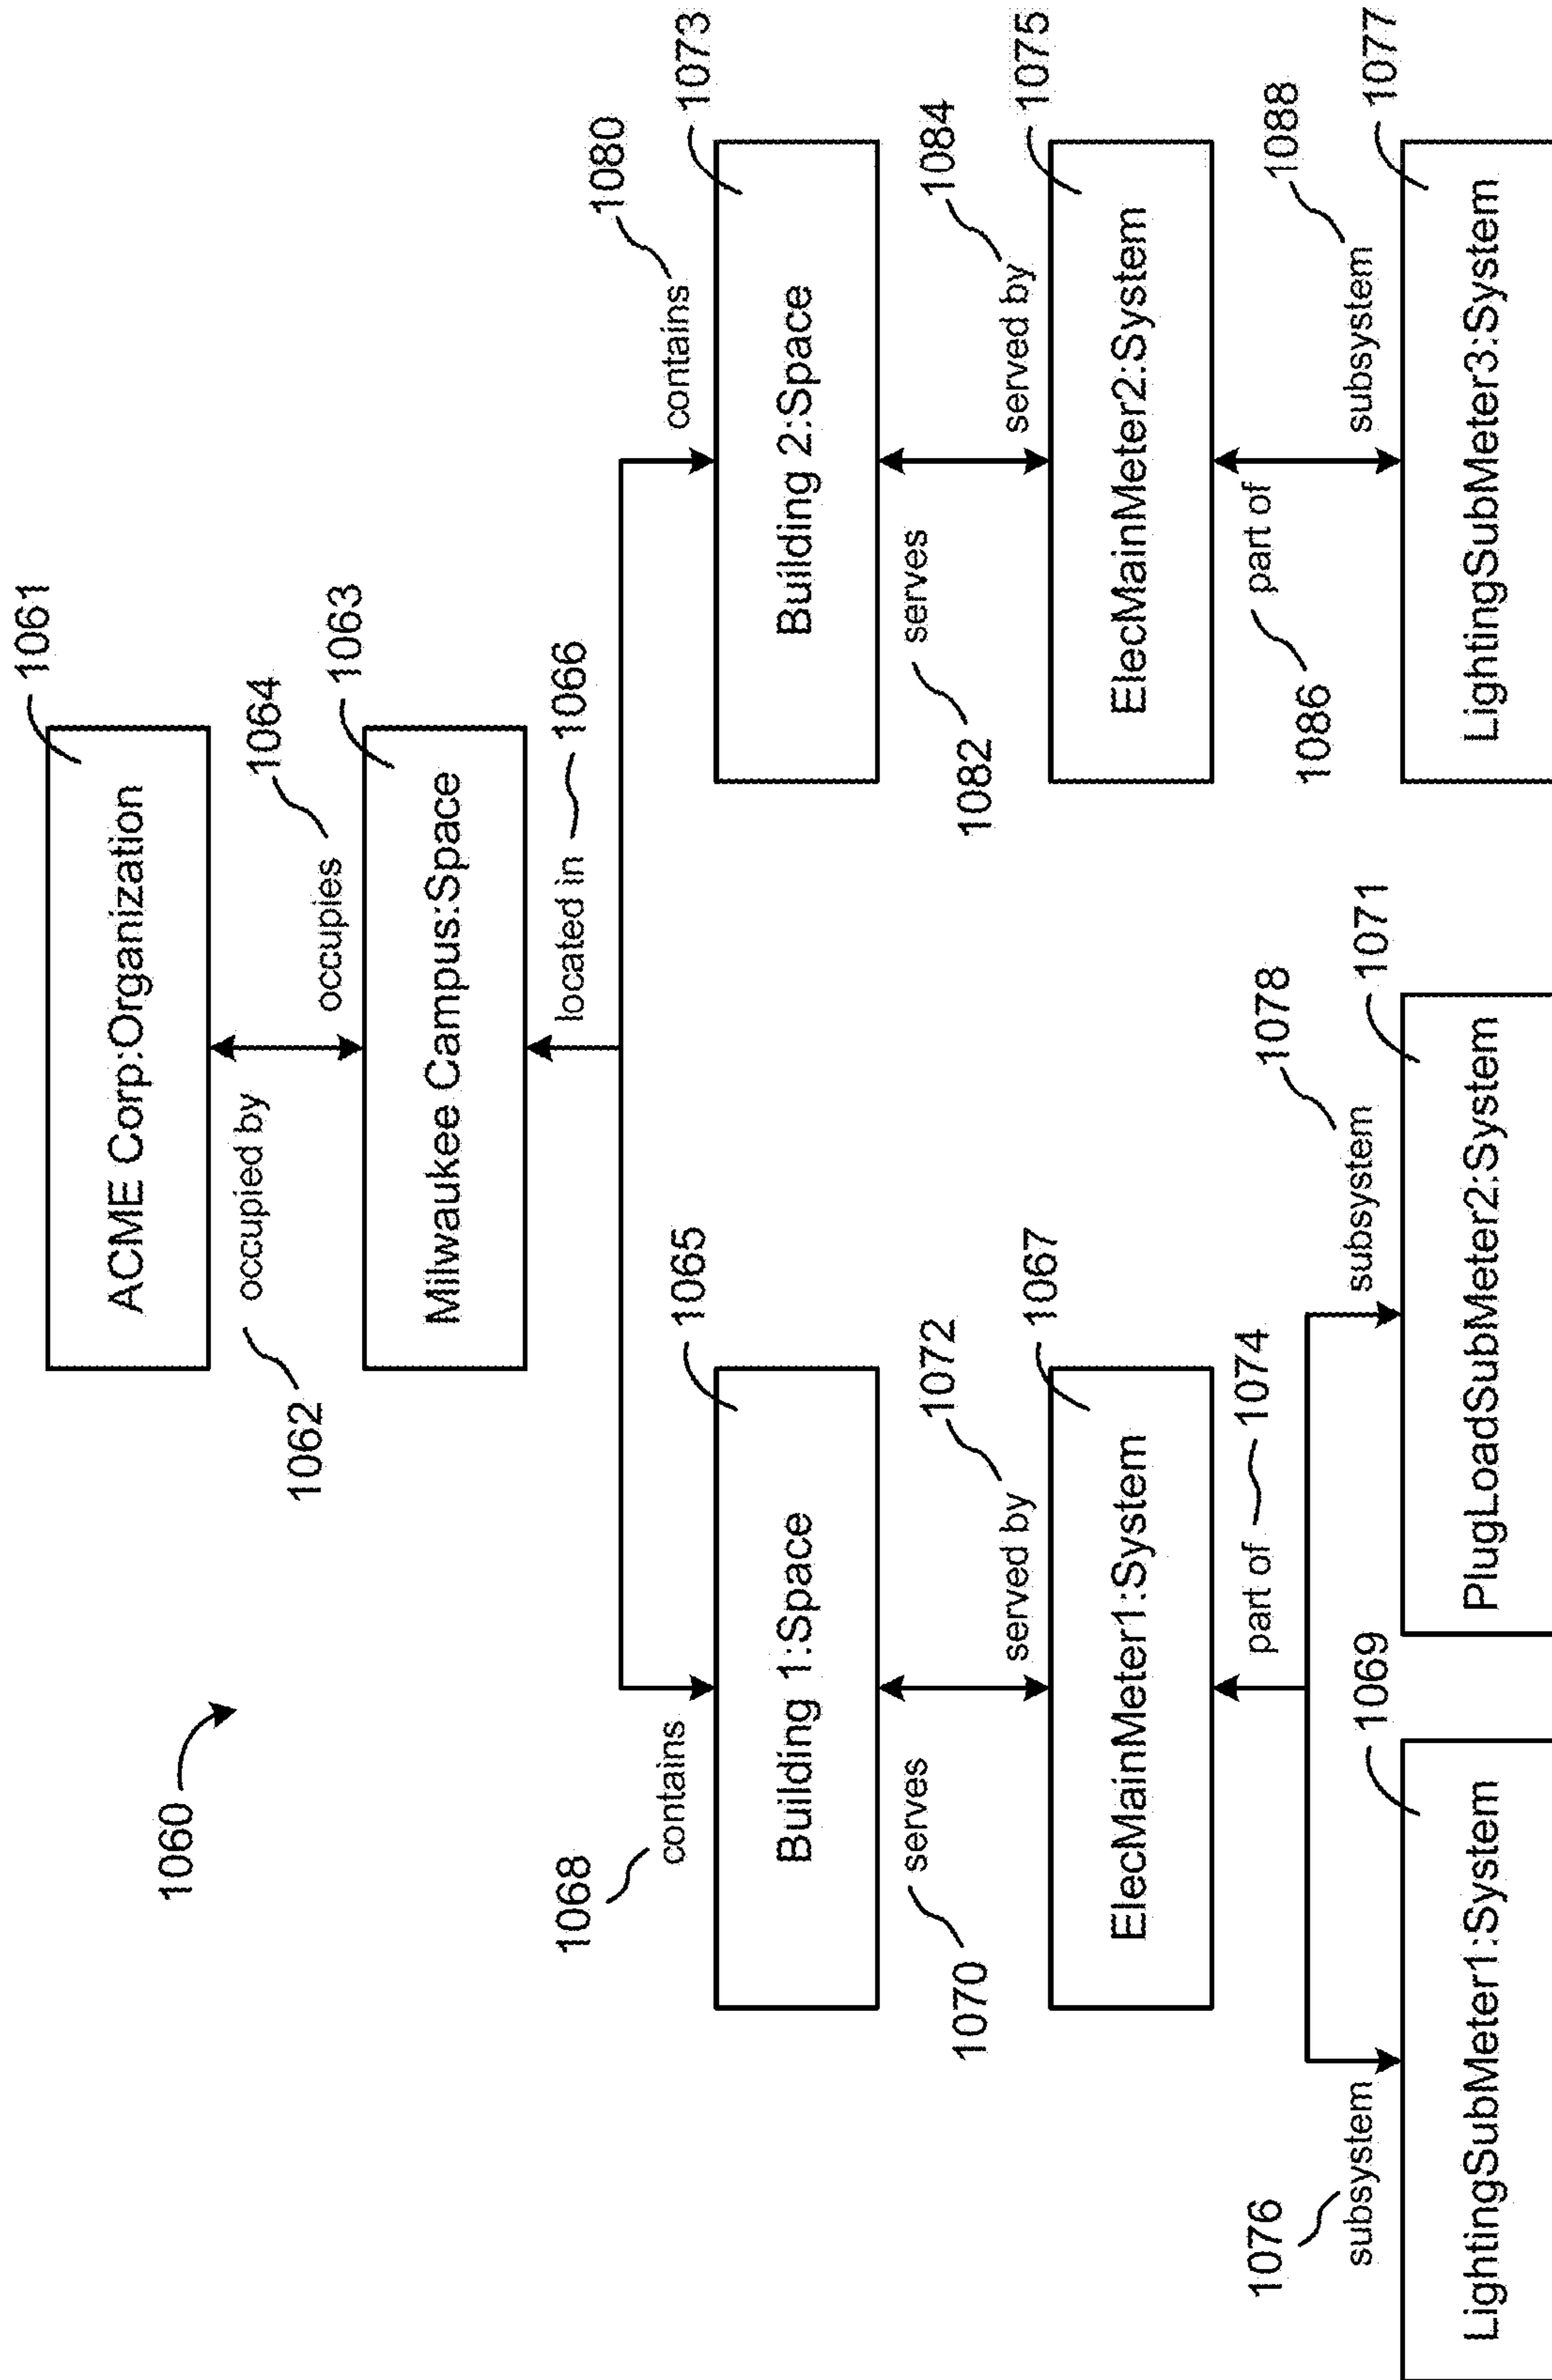 1060
ACME Corp:Organization
1061
occupied by
1062
occupies
1064
Milwaukee Campus:Space
1063
located in
1066
1068
contains
contains
1080
Building 1:Space
1065
Building 2:Space
1073
1070
serves
served by
1072
1082
serves
served by
1084
ElecMainMeter1:System
1067
ElecMainMeter2:System
1075
part of
1074
1086
part of
1076
subsystem
subsystem
1078
subsystem
1088
LightingSubMeter1:System
1069
PlugLoadSubMeter2:System
1071
LightingSubMeter3:System
1077